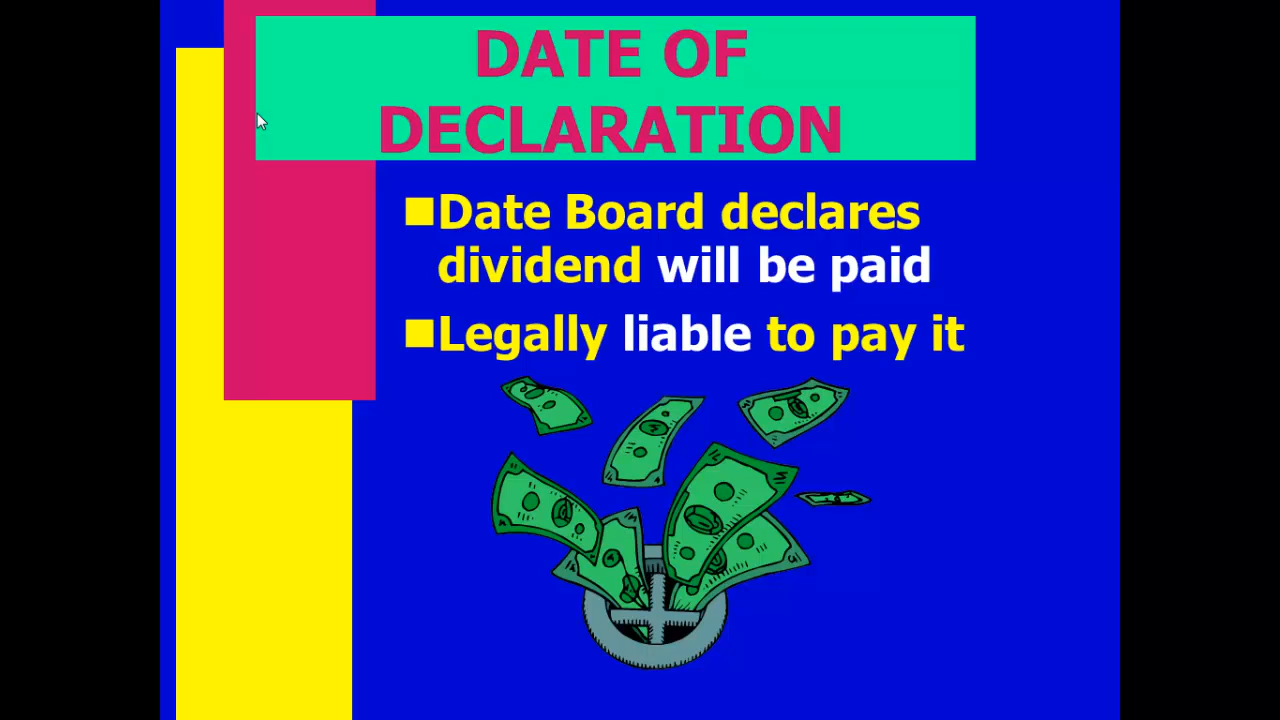 DATE OF
DECLARATION
Date Board declares
dividend will be paid
Legally liable to pay it